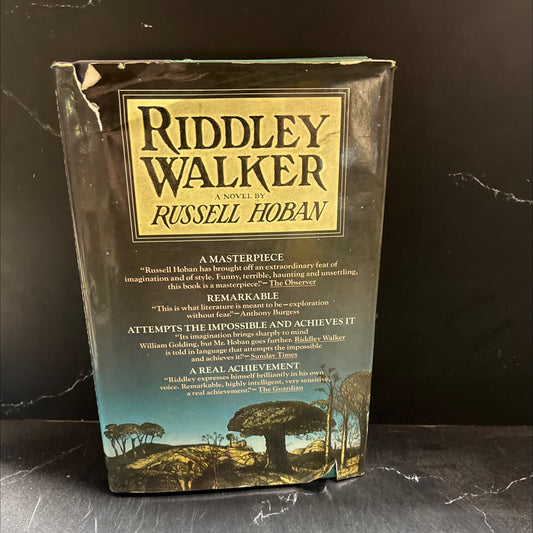 RIDDLEY
WALKER
A NOVEL BY
RUSSELL HOBAN
A MASTERPIECE
"Russell Hoban has brought off an extraordinary feat of
imagination and of style. Funny, terrible, haunting and unsettling,
this book is a masterpiece."—The Observer
REMARKABLE
"This is what literature is meant to be—exploration
without fear."—Anthony Burgess
ATTEMPTS THE IMPOSSIBLE AND ACHIEVES IT
"Its imagination brings sharply to mind
William Golding, but Mr. Hoban goes further. Riddley Walker
is told in language that attempts the impossible
and achieves it."—Sunday Times
A REAL ACHIEVEMENT
"Riddley expresses himself brilliantly in his own
voice. Remarkable, highly intelligent, very sensitive,
a real achievement."—The Guardian